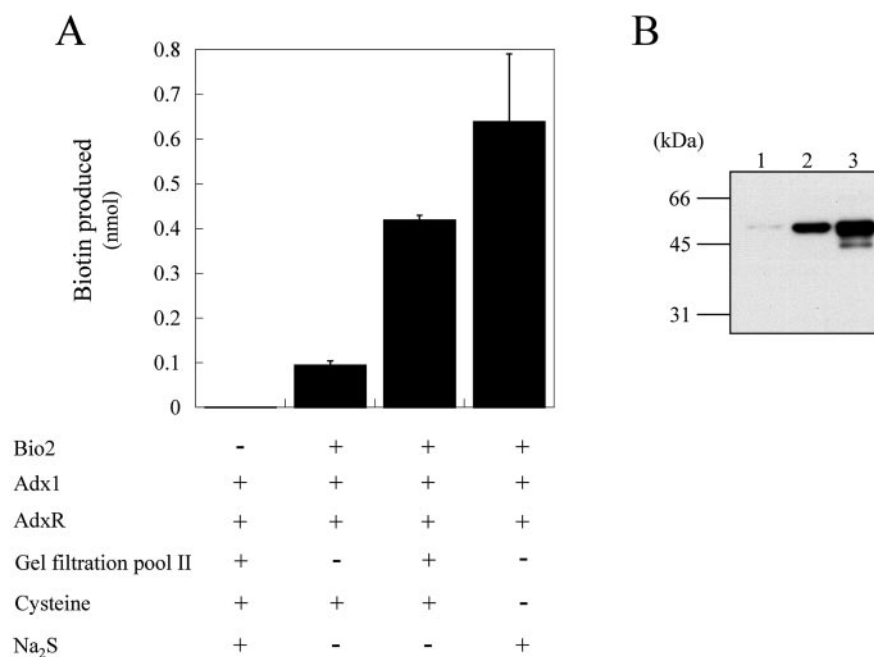 A
B
0.8
0.7
0.6
0.5
0.4
0.3
0.2
0.1
0
Biotin produced
(nmol)
(kDa)
1 2 3
66
45
31
Bio2 - + + +
Adx1 + + + +
AdxR + + + +
Gel filtration pool II + - + -
Cysteine + + + -
Na₂S + - - +